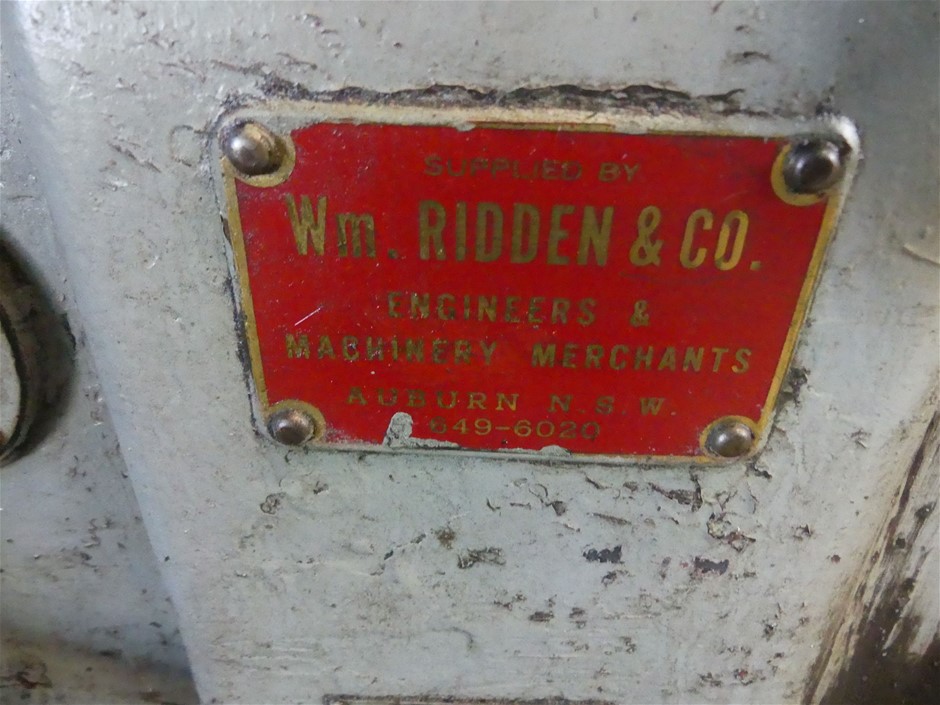 SUPPLIED BY
Wm. RIDDEN & CO.
ENGINEERS &
MACHINERY MERCHANTS
AUBURN N.S.W.
649-6020